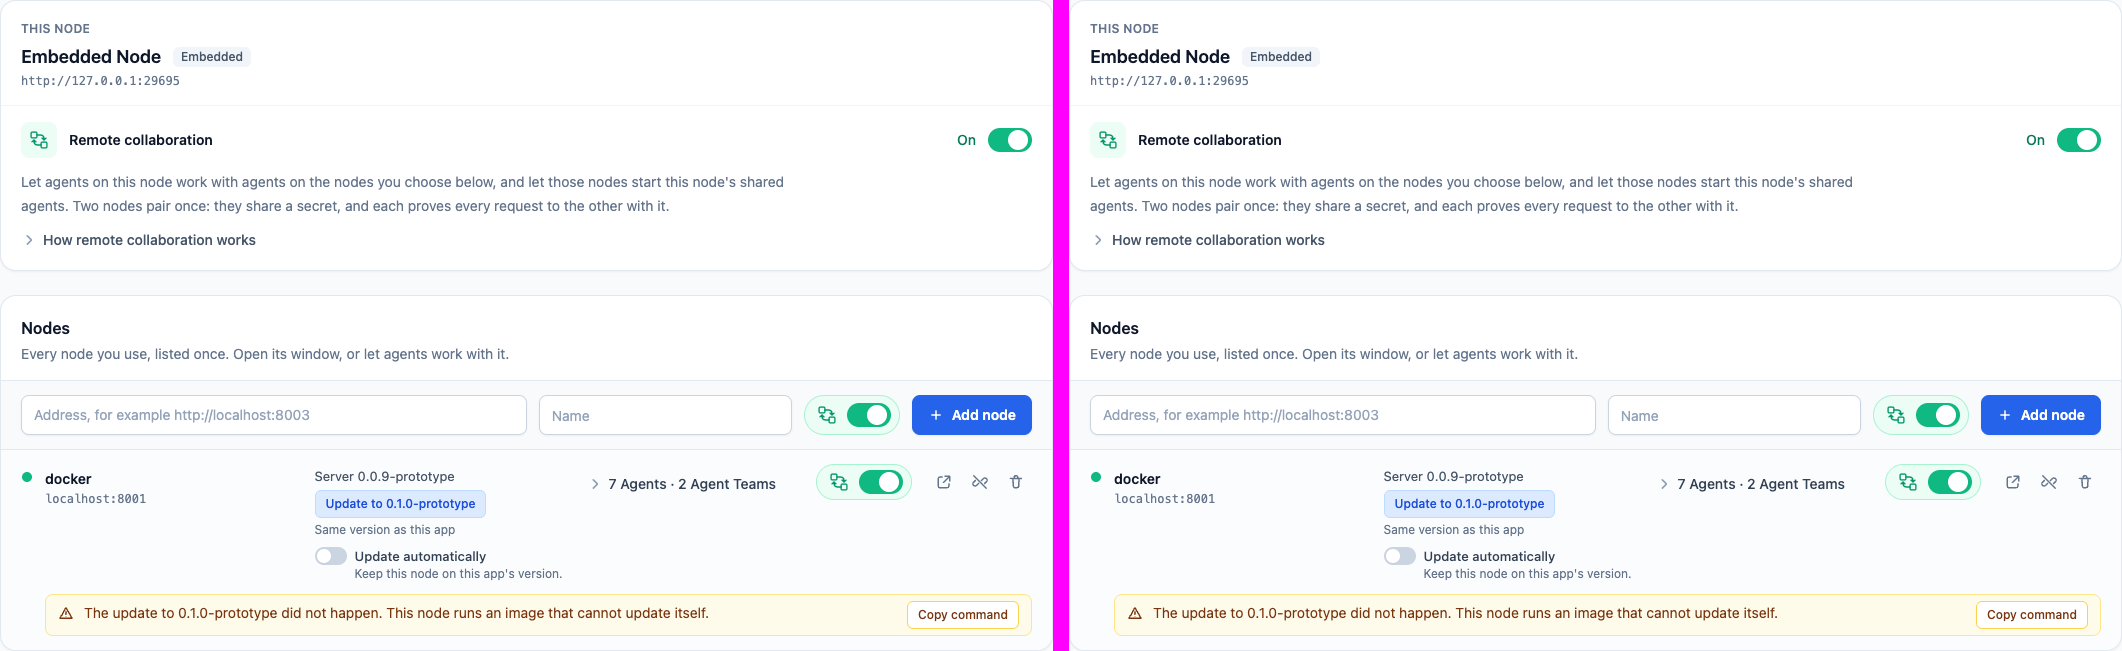 THIS NODE
Embedded Node Embedded
http://127.0.0.1:29695
Remote collaboration On
Let agents on this node work with agents on the nodes you choose below, and let those nodes start this node's shared
agents. Two nodes pair once: they share a secret, and each proves every request to the other with it.
How remote collaboration works
Nodes
Every node you use, listed once. Open its window, or let agents work with it.
Address, for example http://localhost:8003 Name + Add node
docker
localhost:8001
Server 0.0.9-prototype
Update to 0.1.0-prototype
Same version as this app
Update automatically
Keep this node on this app's version.
7 Agents · 2 Agent Teams
The update to 0.1.0-prototype did not happen. This node runs an image that cannot update itself. Copy command
THIS NODE
Embedded Node Embedded
http://127.0.0.1:29695
Remote collaboration On
Let agents on this node work with agents on the nodes you choose below, and let those nodes start this node's shared
agents. Two nodes pair once: they share a secret, and each proves every request to the other with it.
How remote collaboration works
Nodes
Every node you use, listed once. Open its window, or let agents work with it.
Address, for example http://localhost:8003 Name + Add node
docker
localhost:8001
Server 0.0.9-prototype
Update to 0.1.0-prototype
Same version as this app
Update automatically
Keep this node on this app's version.
7 Agents · 2 Agent Teams
The update to 0.1.0-prototype did not happen. This node runs an image that cannot update itself. Copy command